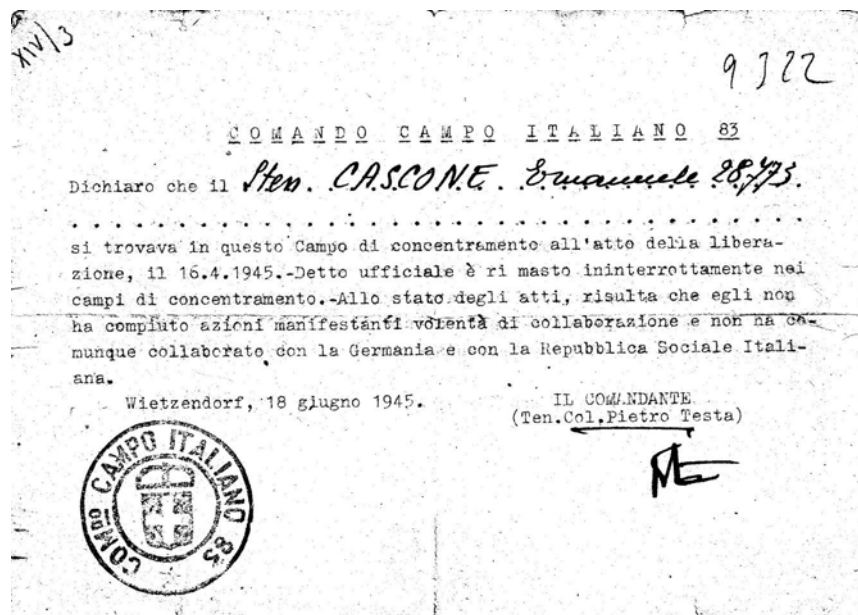 XIV/3
9322
COMANDO CAMPO ITALIANO 83
Dichiaro che il Sten. CASCONE. Emanuele 28.773.
. . . . . . . . . . . . . . . . . . . . . . . . . . . . . . . . . . . . .
si trovava in questo Campo di concentramento all'atto della libera-
zione, il 16.4.1945.-Detto ufficiale è ri masto ininterrottamente nei
campi di concentramento.-Allo stato degli atti, risulta che egli non
ha compiuto azioni manifestanti volontà di collaborazione e non ha co-
munque collaborato con la Germania e con la Repubblica Sociale Itali-
ana.
Wietzendorf, 18 giugno 1945.
IL COMANDANTE
(Ten.Col.Pietro Testa)
COMDO CAMPO ITALIANO 83